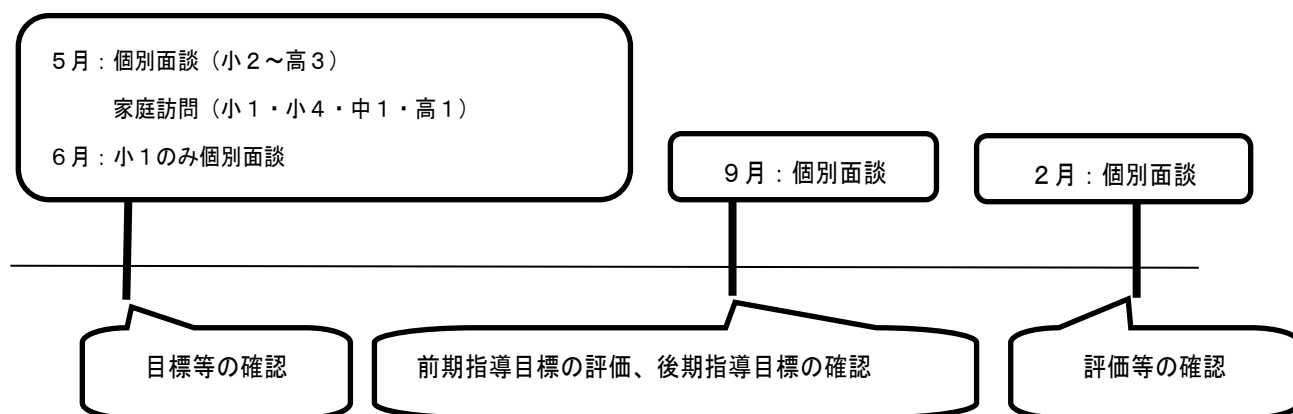 ５月：個別面談（小２～高３）
家庭訪問（小１・小４・中１・高１）
６月：小１のみ個別面談
９月：個別面談
２月：個別面談
目標等の確認
前期指導目標の評価、後期指導目標の確認
評価等の確認